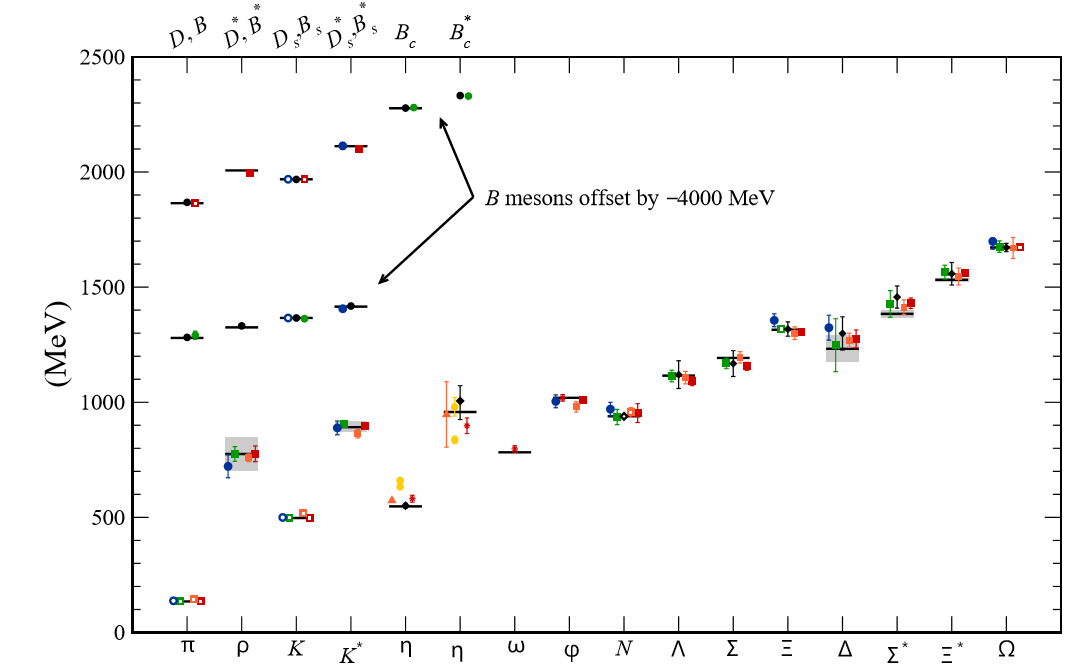 D, B D*, B* Ds,Bs D*s,B*s Bc B*c
2500
2000
B mesons offset by −4000 MeV
1500
(MeV)
1000
500
0
π ρ K K* η η ω φ N Λ Σ Ξ Δ Σ* Ξ* Ω